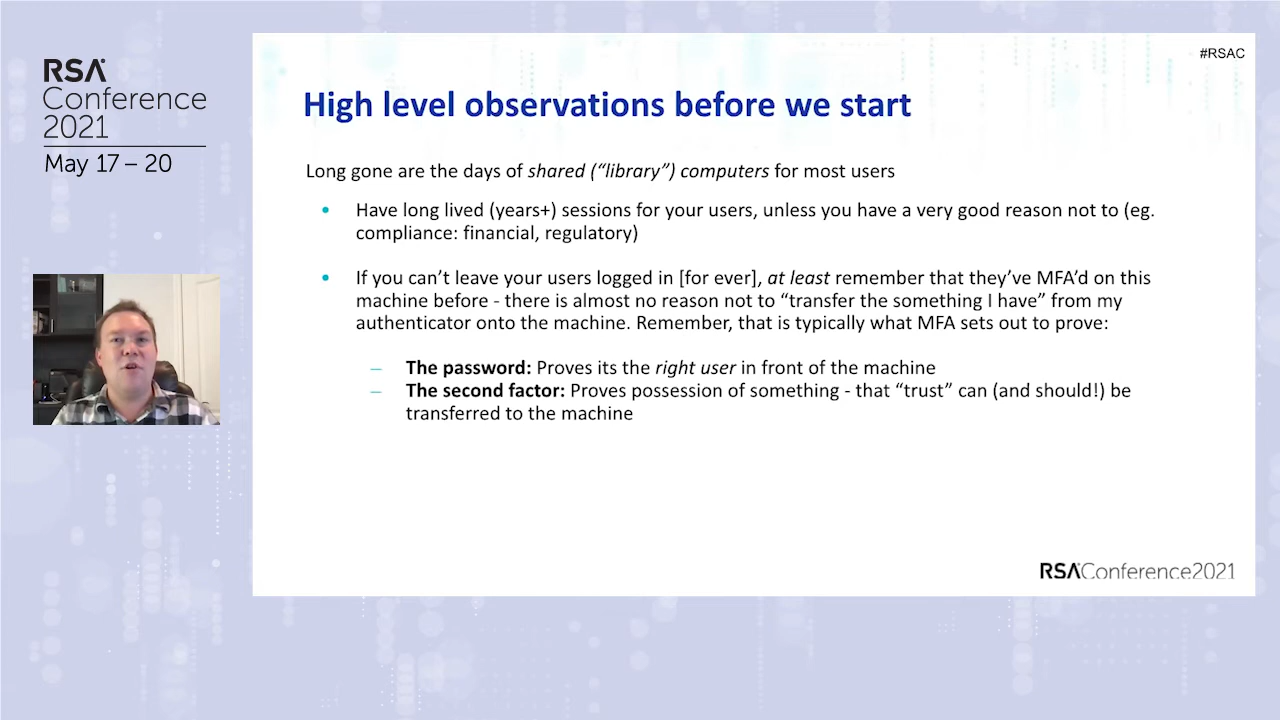 RSA
Conference
2021
May 17 – 20
#RSAC
High level observations before we start
Long gone are the days of shared (“library”) computers for most users
• Have long lived (years+) sessions for your users, unless you have a very good reason not to (eg.
compliance: financial, regulatory)
• If you can’t leave your users logged in [for ever], at least remember that they’ve MFA’d on this
machine before - there is almost no reason not to “transfer the something I have” from my
authenticator onto the machine. Remember, that is typically what MFA sets out to prove:
– The password: Proves its the right user in front of the machine
– The second factor: Proves possession of something - that “trust” can (and should!) be
transferred to the machine
RSAConference2021